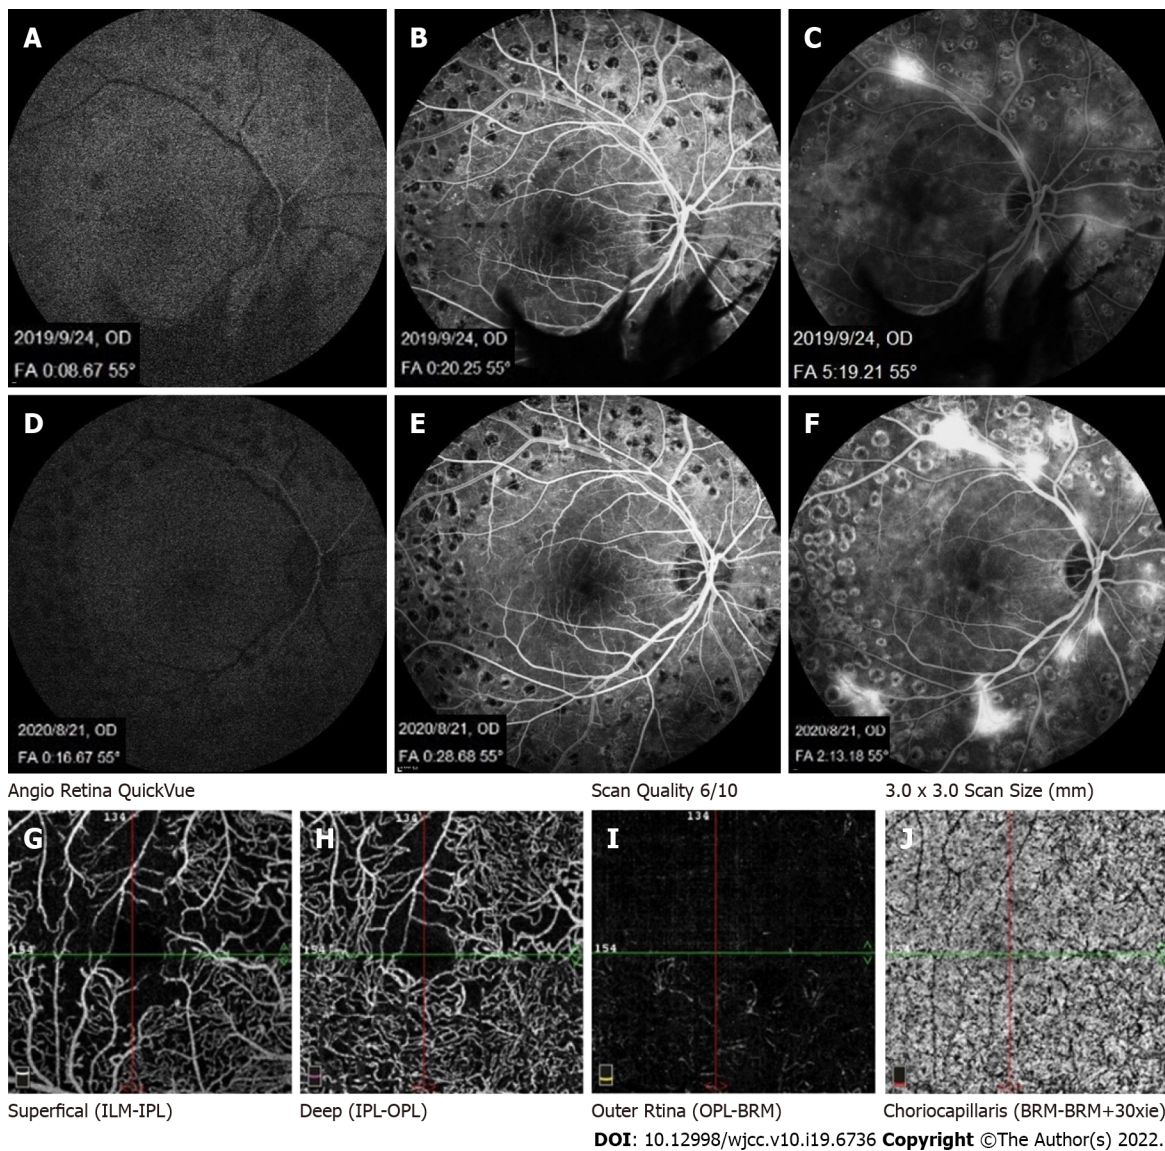 A
B
C
2019/9/24, OD
FA 0:08.67 55°
2019/9/24, OD
FA 0:20.25 55°
2019/9/24, OD
FA 5:19.21 55°
D
E
F
2020/8/21, OD
FA 0:16.67 55°
2020/8/21, OD
FA 0:28.68 55°
2020/8/21, OD
FA 2:13.18 55°
Angio Retina QuickVue
Scan Quality 6/10
3.0 x 3.0 Scan Size (mm)
G
134
154
H
134
154
I
134
154
J
154
Superfical (ILM-IPL)
Deep (IPL-OPL)
Outer Rtina (OPL-BRM)
Choriocapillaris (BRM-BRM+30xie)
DOI: 10.12998/wjcc.v10.i19.6736 Copyright ©The Author(s) 2022.